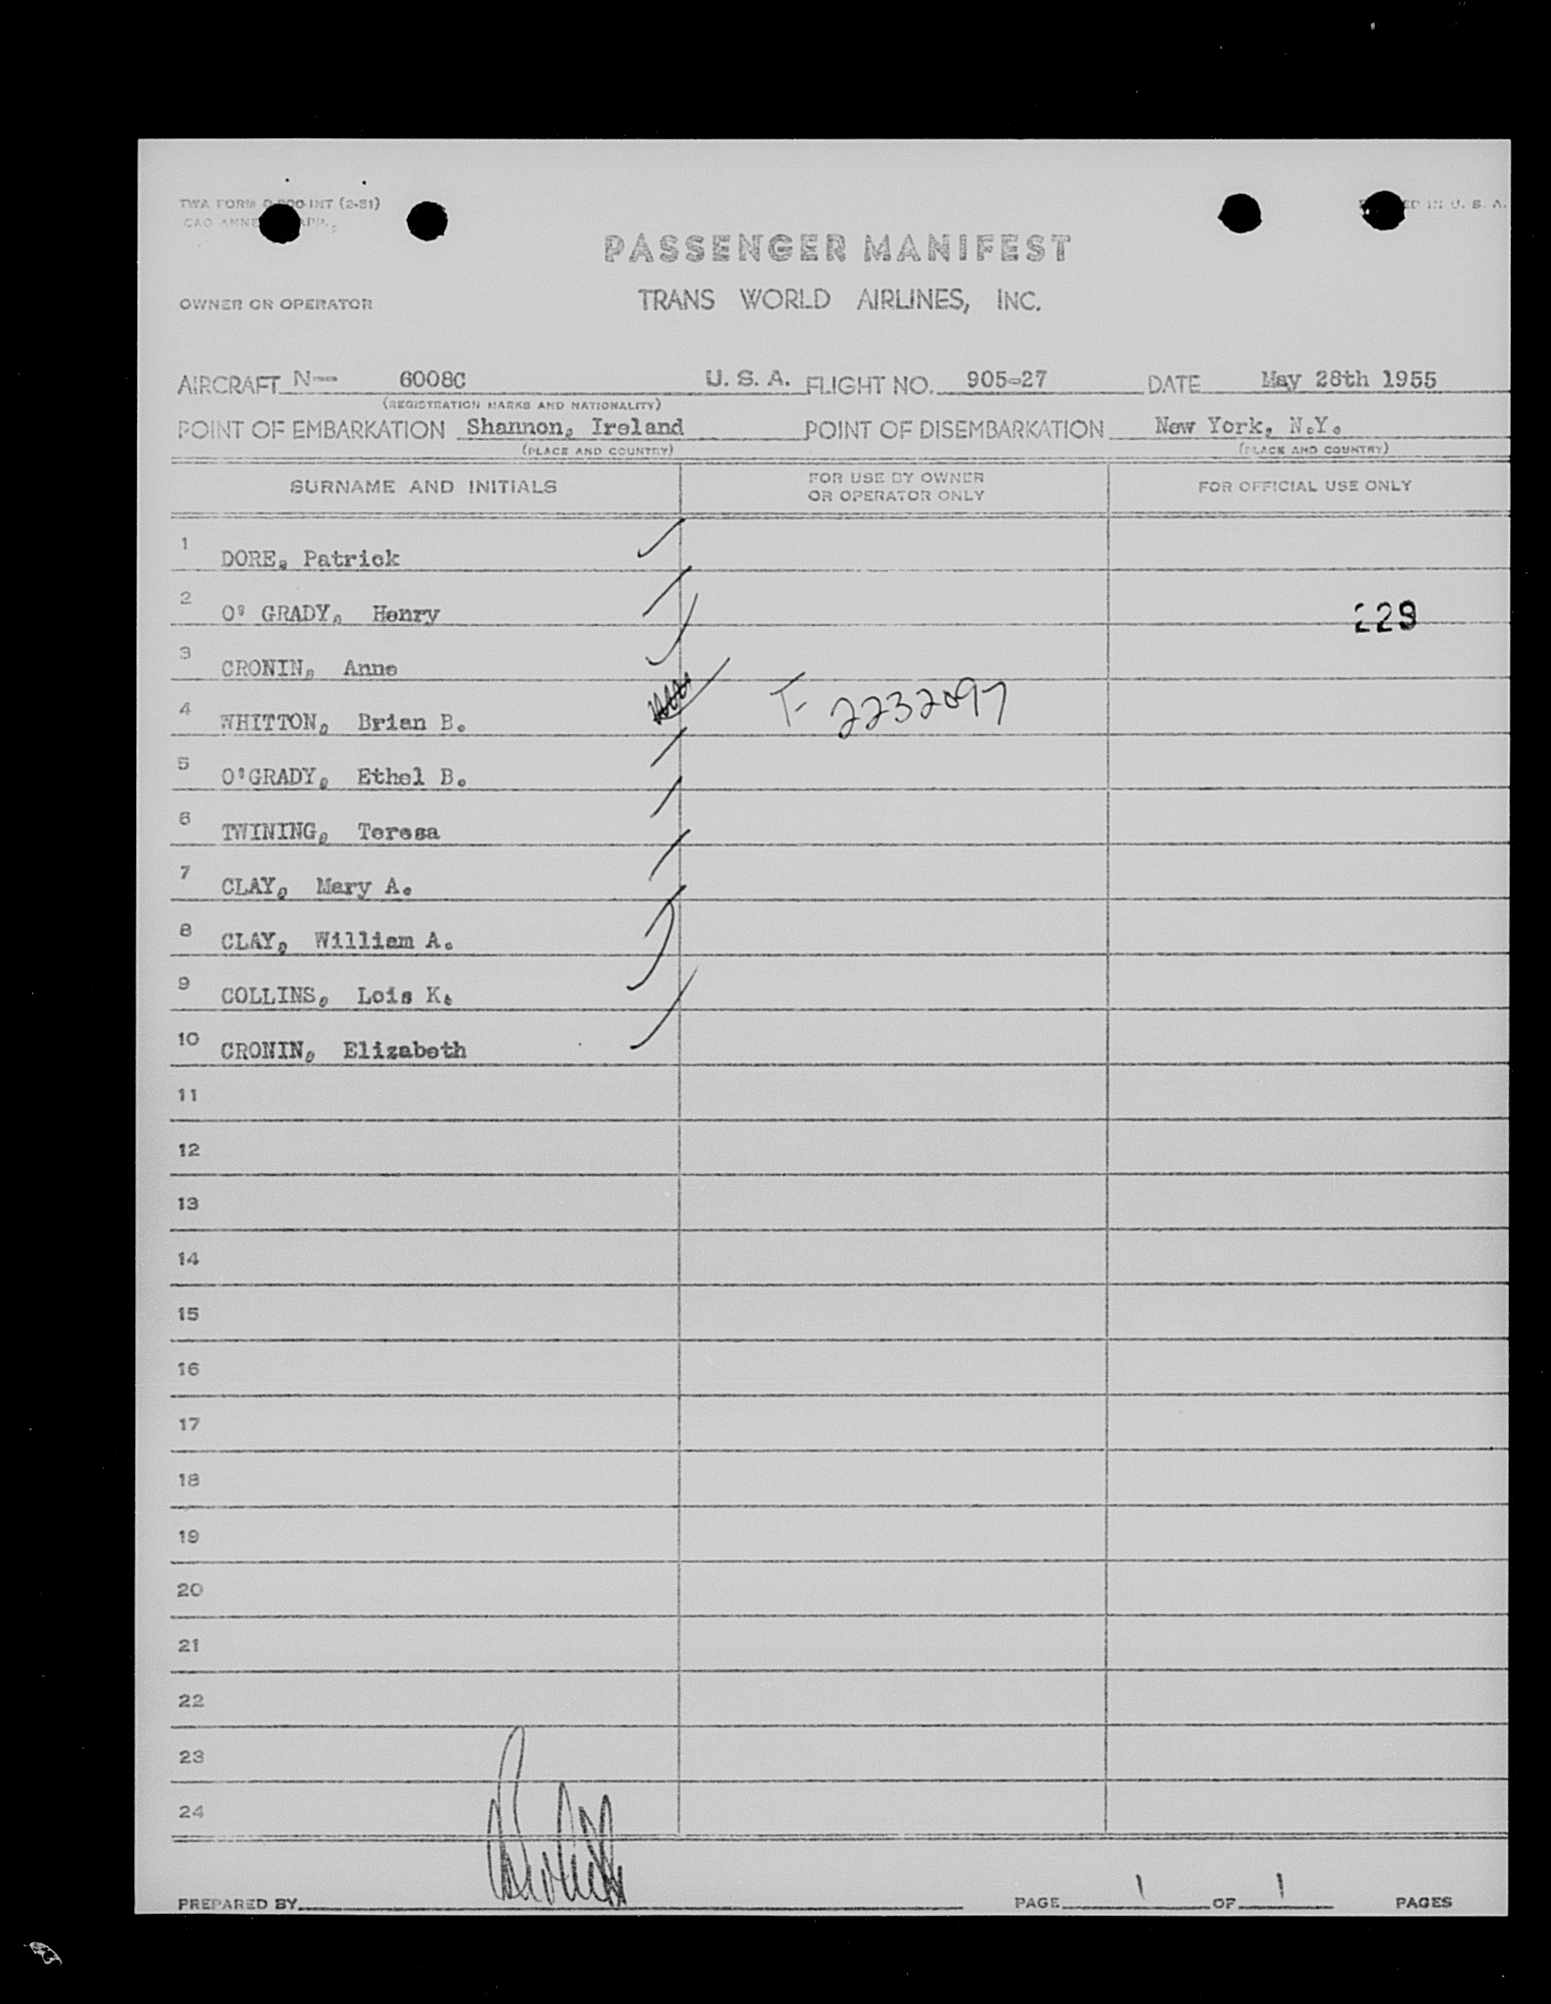 TWA FORM INT (2-51)
IN U. S. A.
PASSENGER MANIFEST
OWNER OR OPERATOR TRANS WORLD AIRLINES, INC.
AIRCRAFT N-- 6008C U. S. A. FLIGHT NO. 905-27 DATE May 28th 1955
(REGISTRATION MARKS AND NATIONALITY)
POINT OF EMBARKATION Shannon, Ireland POINT OF DISEMBARKATION New York, N.Y.
(PLACE AND COUNTRY) (PLACE AND COUNTRY)
SURNAME AND INITIALS FOR USE BY OWNER OR OPERATOR ONLY FOR OFFICIAL USE ONLY
1 DORE, Patrick
2 O' GRADY, Henry 229
3 CRONIN, Anne
4 WHITTON, Brian B. T- 2232097
5 O'GRADY, Ethel B.
6 TWINING, Teresa
7 CLAY, Mary A.
8 CLAY, William A.
9 COLLINS, Lois K.
10 CRONIN, Elizabeth
11
12
13
14
15
16
17
18
19
20
21
22
23
24
PREPARED BY PAGE 1 OF 1 PAGES